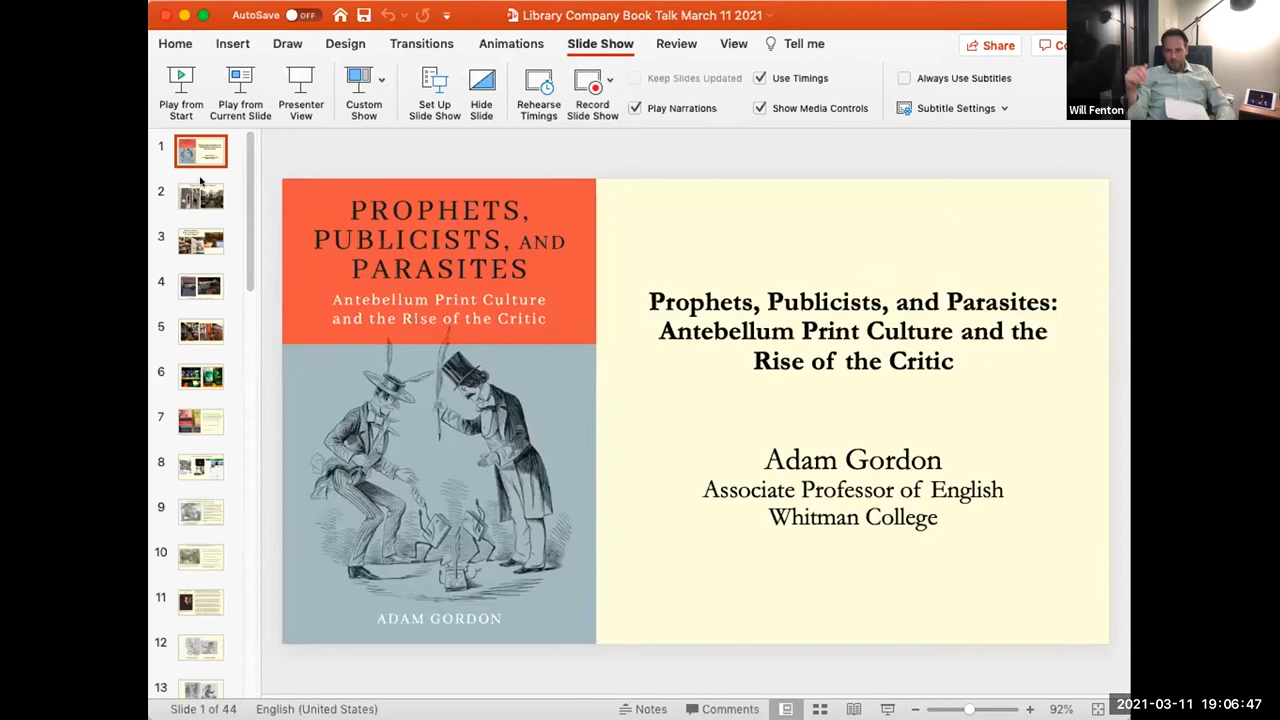 AutoSave OFF
Library Company Book Talk March 11 2021
Home Insert Draw Design Transitions Animations Slide Show Review View Tell me
Share Co
Play from Start
Play from Current Slide
Presenter View
Custom Show
Set Up Slide Show
Hide Slide
Rehearse Timings
Record Slide Show
Keep Slides Updated
Use Timings
Play Narrations
Show Media Controls
Always Use Subtitles
Subtitle Settings
Will Fenton
1
2
3
4
5
6
7
8
9
10
11
12
13
PROPHETS,
PUBLICISTS, AND
PARASITES
Antebellum Print Culture
and the Rise of the Critic
ADAM GORDON
Prophets, Publicists, and Parasites:
Antebellum Print Culture and the
Rise of the Critic
Adam Gordon
Associate Professor of English
Whitman College
Slide 1 of 44 English (United States) Notes Comments 92%
2021-03-11 19:06:47